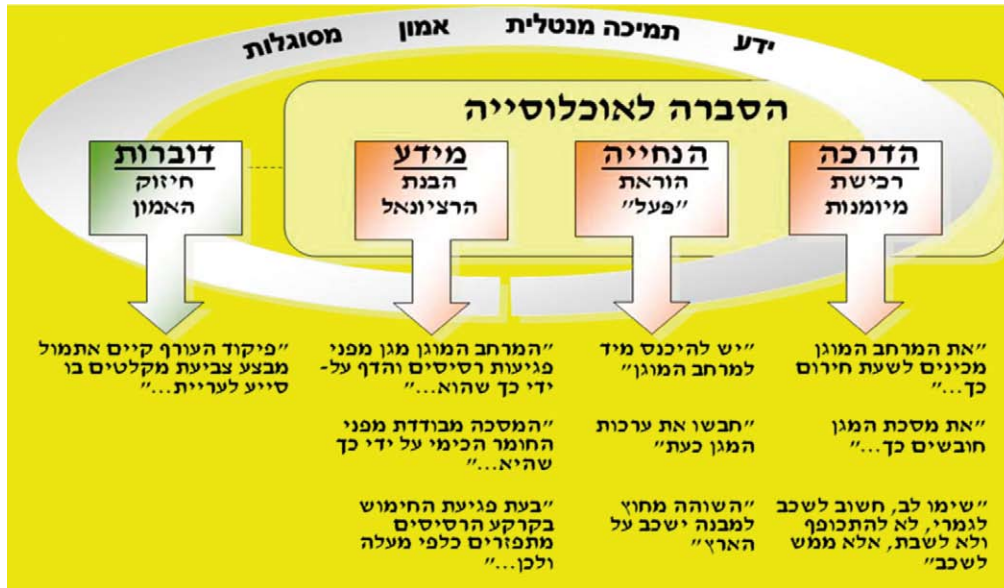 ידע תמיכה מנטלית אמון מסוגלות
הסברה לאוכלוסייה
הדרכה
רכישת
מיומנות
הנחייה
הוראת
"פעל"
מידע
הבנת
הרציונאל
דוברות
חיזוק
האמון
"את המרחב המוגן
מכינים לשעת חירום
כך..."
"את מסכת המגן
חובשים כך..."
"שימו לב, חשוב לשכב
לגמרי, לא להתכופף
ולא לשבת, אלא ממש
לשכב"
"יש להיכנס מיד
למרחב המוגן"
"חבשו את ערכות
המגן כעת"
"השוהה מחוץ
למבנה ישכב על
הארץ"
"המרחב המוגן מגן מפני
פגיעות רסיסים והדף על-
ידי כך שהוא..."
"המסכה מבודדת מפני
החומר הכימי על ידי כך
שהיא..."
"בעת פגיעת החימוש
בקרקע הרסיסים
מתפזרים כלפי מעלה
ולכן..."
"פיקוד העורף קיים אתמול
מבצע צביעת מקלטים בו
סייע לעריית..."